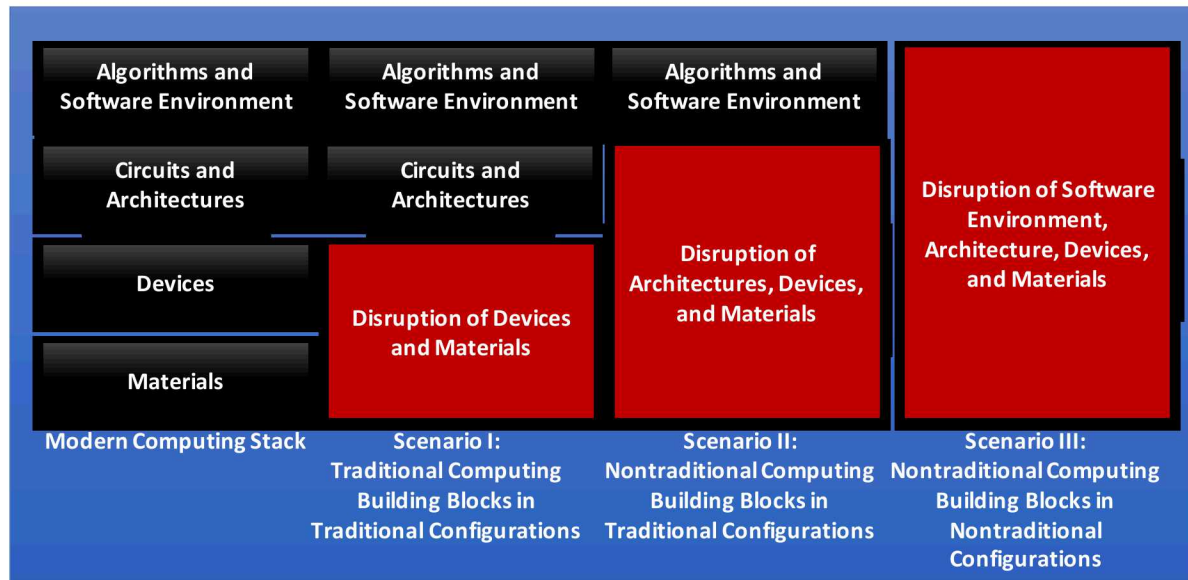 Algorithms and
Software Environment
Circuits and
Architectures
Devices
Materials
Modern Computing Stack
Algorithms and
Software Environment
Circuits and
Architectures
Disruption of Devices
and Materials
Scenario I:
Traditional Computing
Building Blocks in
Traditional Configurations
Algorithms and
Software Environment
Disruption of
Architectures, Devices,
and Materials
Scenario II:
Nontraditional Computing
Building Blocks in
Traditional Configurations
Disruption of Software
Environment,
Architecture, Devices,
and Materials
Scenario III:
Nontraditional Computing
Building Blocks in
Nontraditional
Configurations